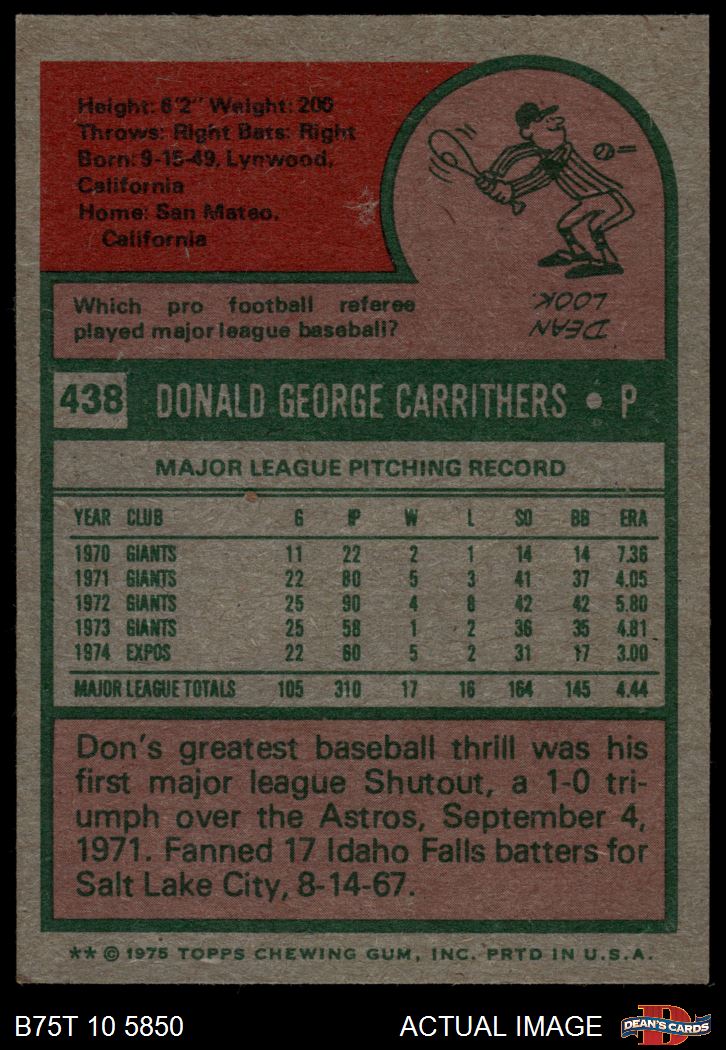 Height: 6'2" Weight: 200
Throws: Right Bats: Right
Born: 9-15-49, Lynwood,
California
Home: San Mateo,
California
DEAN
LOOK.
Which pro football referee
played major league baseball?
438 DONALD GEORGE CARRITHERS • P
MAJOR LEAGUE PITCHING RECORD
YEAR CLUB G IP W L SO BB ERA
1970 GIANTS 11 22 2 1 14 14 7.36
1971 GIANTS 22 80 5 3 41 37 4.05
1972 GIANTS 25 90 4 8 42 42 5.80
1973 GIANTS 25 58 1 2 36 35 4.81
1974 EXPOS 22 60 5 2 31 17 3.00
MAJOR LEAGUE TOTALS 105 310 17 16 164 145 4.44
Don's greatest baseball thrill was his
first major league Shutout, a 1-0 tri-
umph over the Astros, September 4,
1971. Fanned 17 Idaho Falls batters for
Salt Lake City, 8-14-67.
** © 1975 TOPPS CHEWING GUM, INC. PRTD IN U.S.A.
B75T 10 5850 ACTUAL IMAGE
D
DEAN'S CARDS